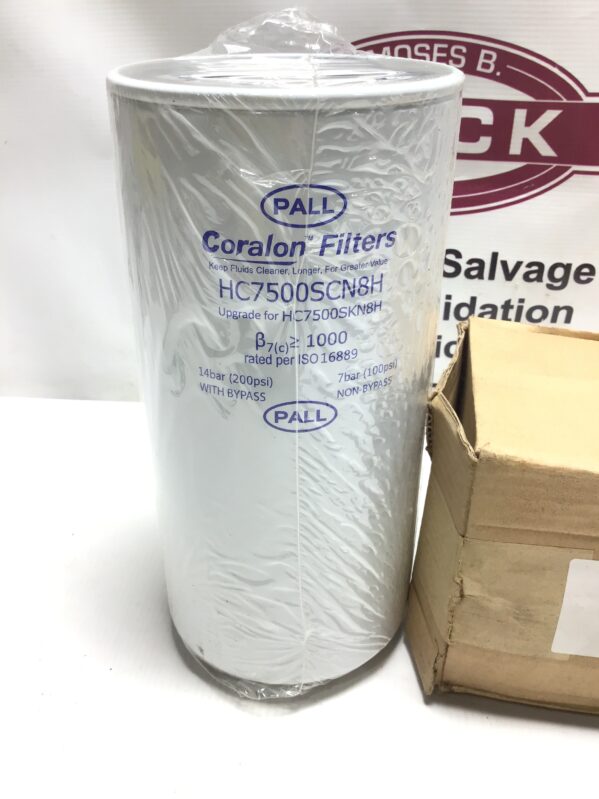 PALL
Coralon™ Filters
Keep Fluids Cleaner, Longer, For Greater Value
HC7500SCN8H
Upgrade for HC7500SKN8H
β7(c)≥ 1000
rated per ISO 16889
14bar (200psi)
WITH BYPASS
7bar (100psi)
NON-BYPASS
PALL
MOSES B.
CK
Salvage
idation